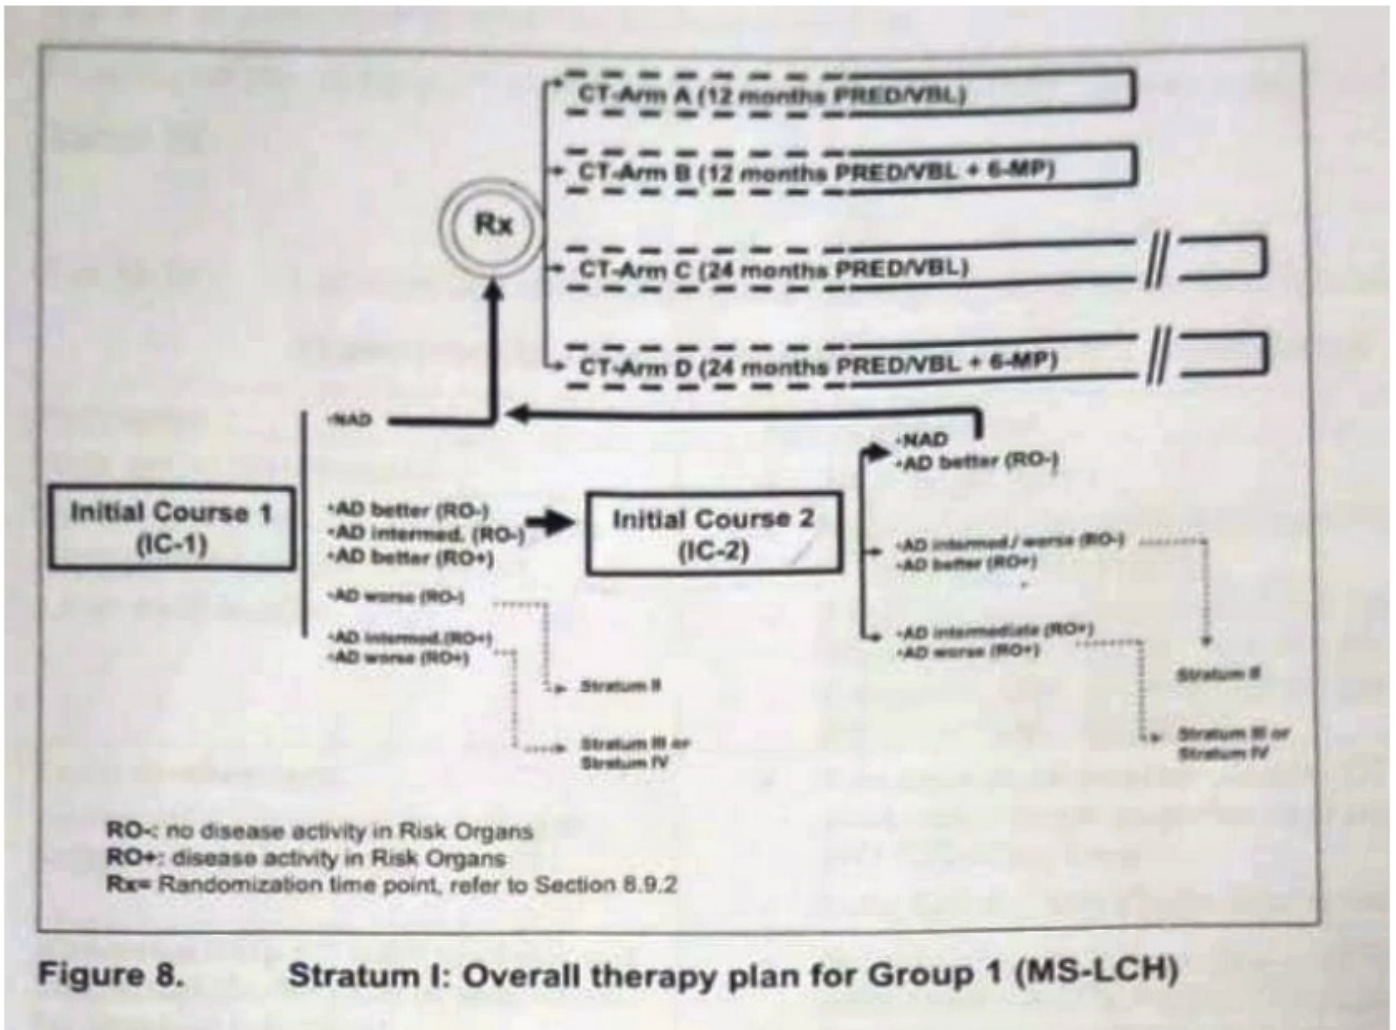 CT-Arm A (12 months PRED/VBL)
CT-Arm B (12 months PRED/VBL + 6-MP)
Rx
CT-Arm C (24 months PRED/VBL)
CT-Arm D (24 months PRED/VBL + 6-MP)
•NAD
•NAD
•AD better (RO-)
Initial Course 1
(IC-1)
•AD better (RO-)
•AD intermed. (RO-)
•AD better (RO+)
Initial Course 2
(IC-2)
•AD intermed / worse (RO-)
•AD better (RO+)
•AD worse (RO-)
•AD intermed.(RO+)
•AD worse (RO+)
•AD intermediate (RO+)
•AD worse (RO+)
Stratum II
Stratum II
Stratum III or
Stratum IV
Stratum III or
Stratum IV
RO-: no disease activity in Risk Organs
RO+: disease activity in Risk Organs
Rx= Randomization time point, refer to Section 8.9.2
Figure 8. Stratum I: Overall therapy plan for Group 1 (MS-LCH)